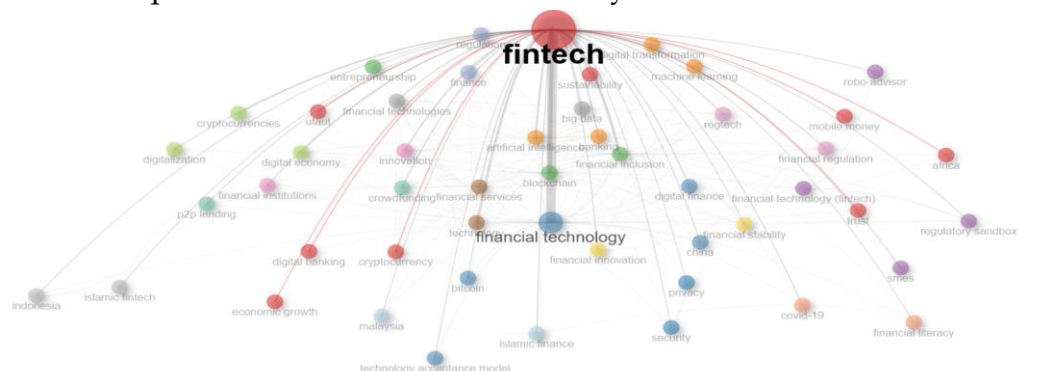 regulation
fintech
digital transformation
entrepreneurship
finance
sustainability
machine learning
robo-advisor
cryptocurrencies
utaut
financial technologies
big data
regtech
mobile money
digitalization
digital economy
innovation
artificial intelligence
banking
financial inclusion
financial regulation
africa
blockchain
financial institutions
crowdfunding
financial services
digital finance
financial technology (fintech)
p2p lending
trust
technology
financial technology
financial stability
regulatory sandbox
china
digital banking
cryptocurrency
financial innovation
bitcoin
privacy
smes
indonesia
islamic fintech
economic growth
malaysia
covid-19
islamic finance
security
financial literacy
technology acceptance model